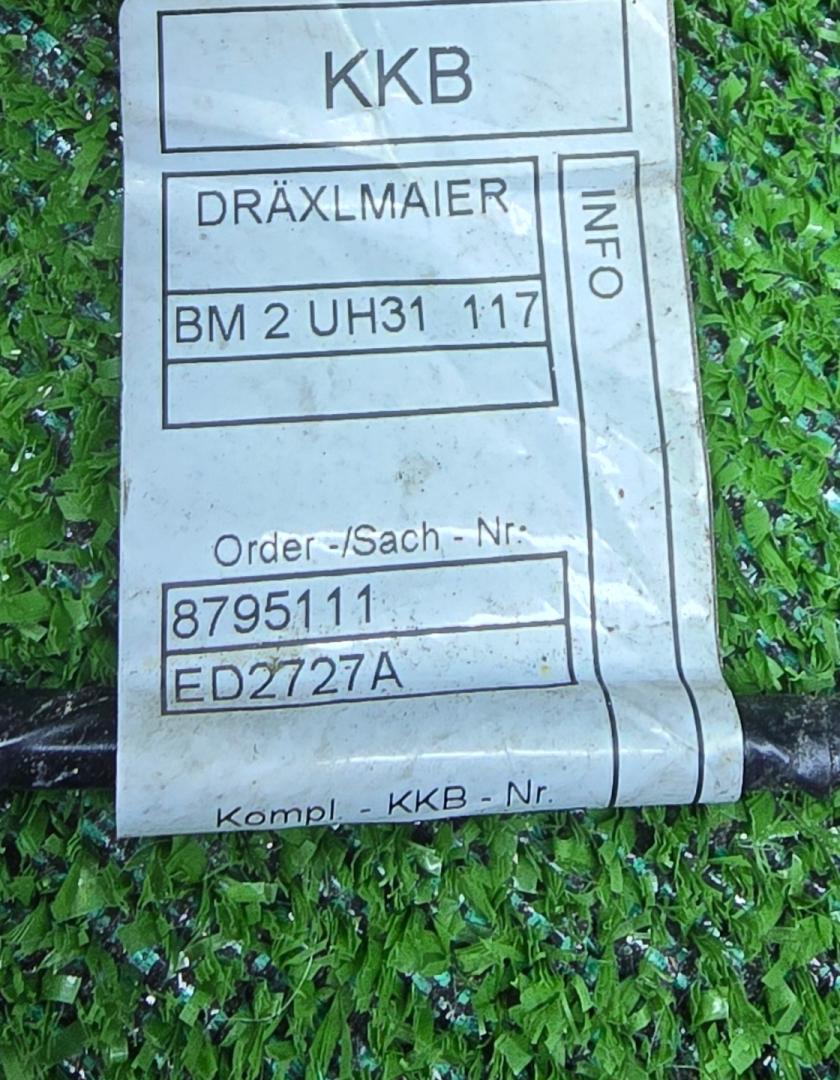 KKB
DRÄXLMAIER
INFO
BM 2 UH31 117
Order -/Sach - Nr:
8795111
ED2727A
Kompl. - KKB - Nr.